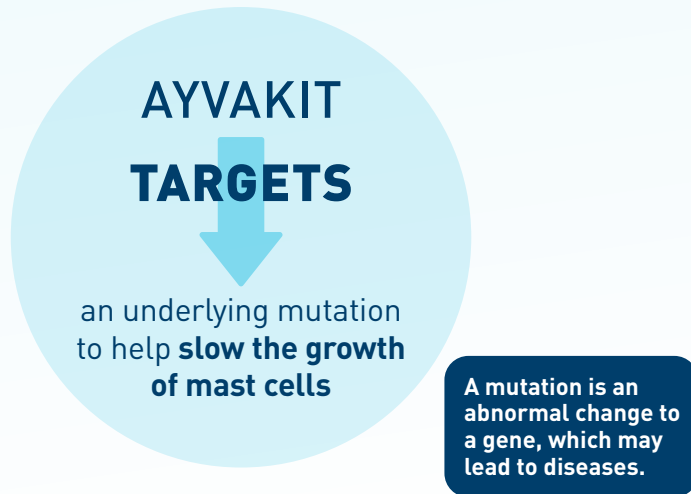 AYVAKIT
TARGETS
an underlying mutation
to help slow the growth
of mast cells
A mutation is an
abnormal change to
a gene, which may
lead to diseases.